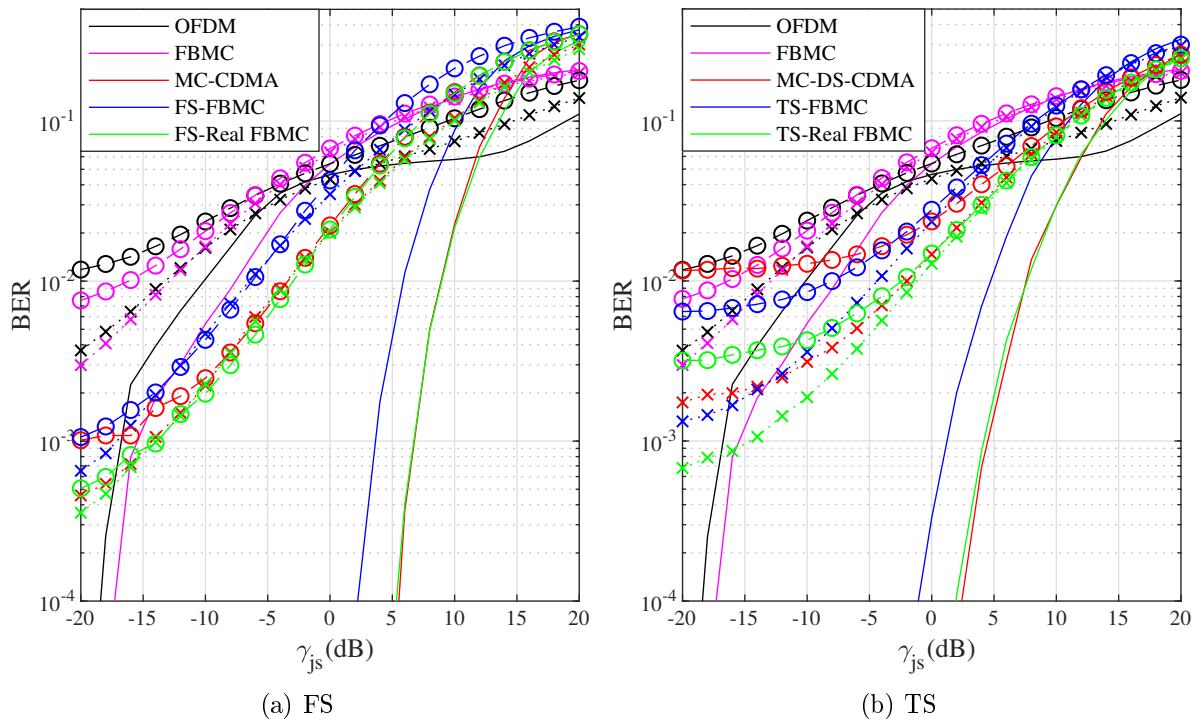 OFDM
FBMC
MC-CDMA
FS-FBMC
FS-Real FBMC
BER
10^-1
10^-2
10^-3
10^-4
-20 -15 -10 -5 0 5 10 15 20
γ_js(dB)
(a) FS
OFDM
FBMC
MC-DS-CDMA
TS-FBMC
TS-Real FBMC
BER
10^-1
10^-2
10^-3
10^-4
-20 -15 -10 -5 0 5 10 15 20
γ_js(dB)
(b) TS